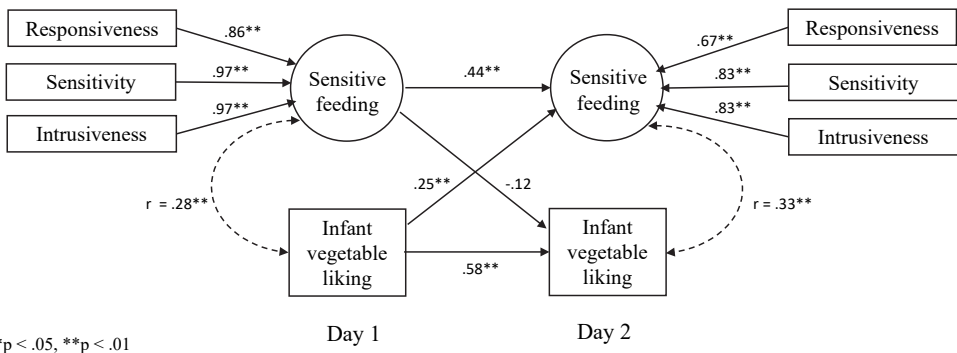 Responsiveness
.86**
Sensitivity
.97**
Intrusiveness
.97**
Sensitive
feeding
.44**
Sensitive
feeding
.67**
Responsiveness
.83**
Sensitivity
.83**
Intrusiveness
r = .28**
.25**
-.12
r = .33**
Infant
vegetable
liking
.58**
Infant
vegetable
liking
Day 1
Day 2
*p < .05, **p < .01